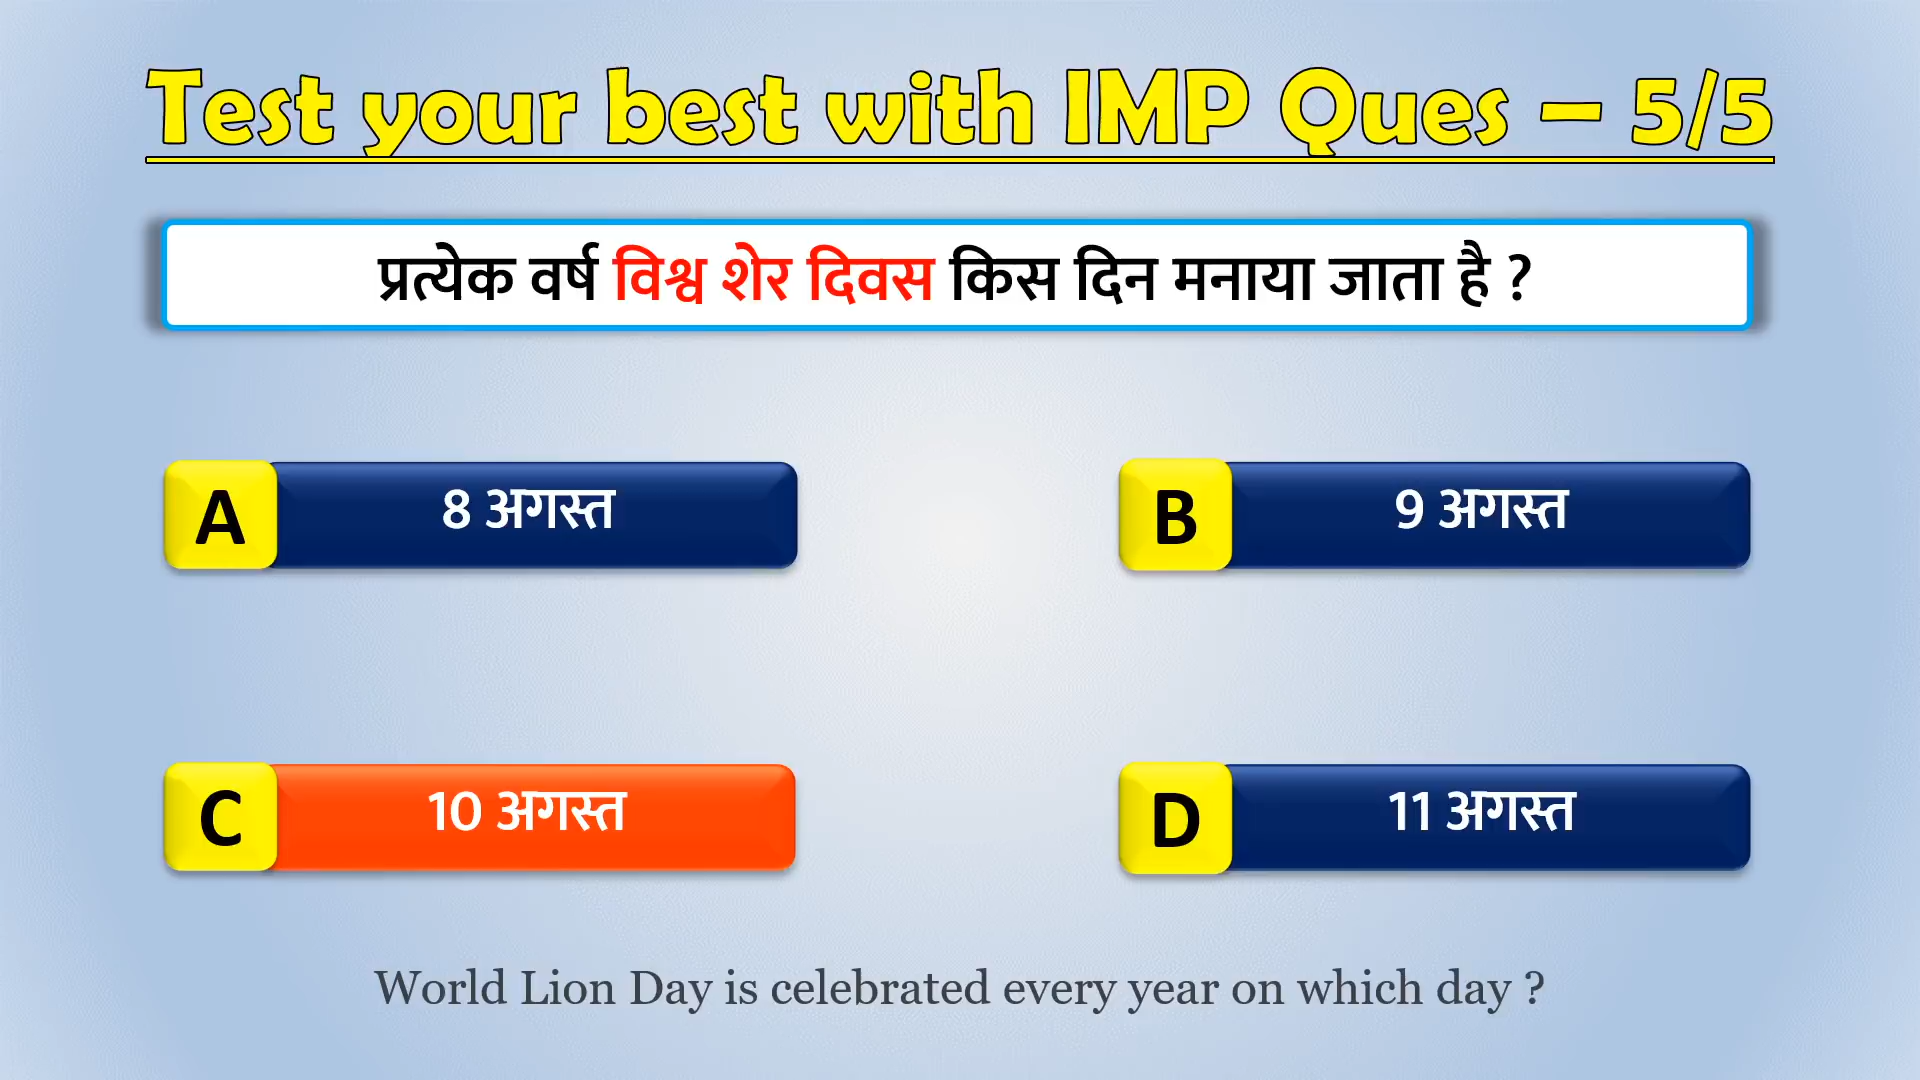 Test your best with IMP Ques – 5/5
प्रत्येक वर्ष विश्व शेर दिवस किस दिन मनाया जाता है ?
A 8 अगस्त
B 9 अगस्त
C 10 अगस्त
D 11 अगस्त
World Lion Day is celebrated every year on which day ?